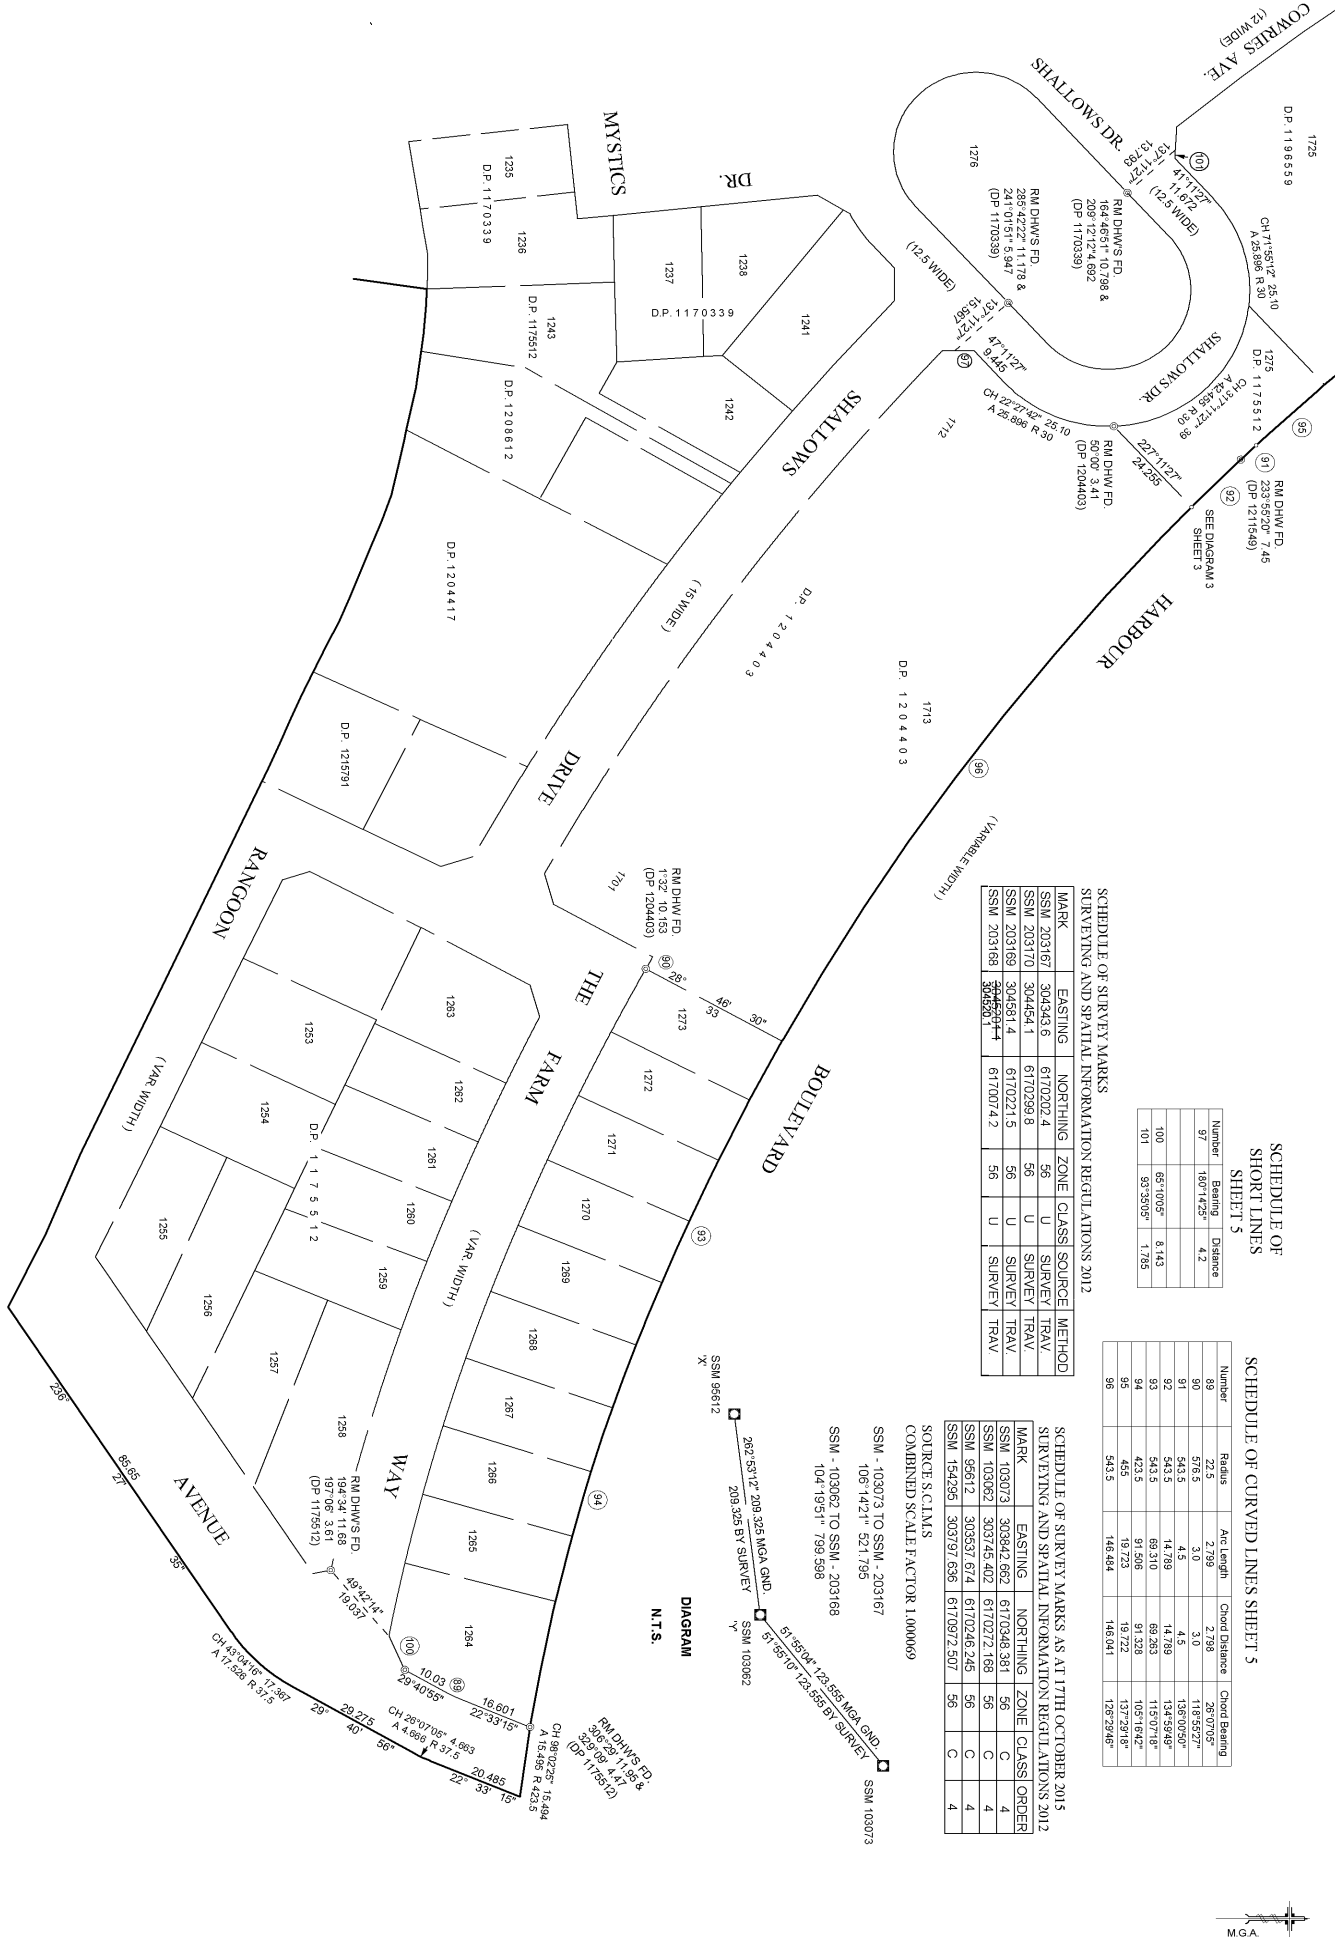 COWRIES AVE.
(12 WIDE)
1725
D.P. 1196559
SHALLOWS DR.
101
137°11'27"
13.793
41°11'27"
11.672
(12.5 WIDE)
CH 71°55'12" 25.10
A 25.896 R 30
1276
RM DHW'S FD.
164°46'51" 10.798 &
209°12'12"4.692
(DP 1170339)
RM DHW'S FD.
285°42'22" 11.178 &
241°01'51" 5.947
(DP 1170339)
(12.5 WIDE)
137°11'27"
15.567
97
47°11'27"
9.445
SHALLOWS DR.
1275
D.P. 1175512
CH 317°11'27" 39
A 42.455 R 30
CH 22°27'42" 25.10
A 25.896 R 30
1712
95
91
RM DHW FD.
233°55'20" 7.45
(DP 1211549)
92
227°11'27"
24.255
RM DHW FD.
50°00' 3.41
(DP 1204403)
SEE DIAGRAM 3
SHEET 3
MYSTICS
DR.
1235
D.P. 1170339
1236
1237
1238
D.P. 1170339
1241
1242
1243
D.P. 1175512
D.P. 1208612
D.P. 1204417
SHALLOWS
(15 WIDE)
DRIVE
D.P. 1204403
1713
D.P. 1204403
HARBOUR
96
(VARIABLE WIDTH)
BOULEVARD
D.P. 1215791
1701
RM DHW FD.
1°32' 10.153
(DP 1204403)
90
28° 46' 30"
33
RANGOON
(VAR. WIDTH)
AVENUE
THE
FARM
(VAR. WIDTH)
WAY
1253
1254
1255
1256
1257
1258
1259
1260
1261
1262
1263
D.P. 1175512
1273
1272
1271
1270
1269
1268
1267
1266
1265
1264
93
94
RM DHW'S FD.
194°34' 11.68
197°06' 3.61
(DP 1175512)
49°42'14"
19.037
100
10.03
29°40'55"
89
16.601
22°33'15"
236° 27' 35"
85.65
CH 43°04'16" 17.367
A 17.526 R 37.5
29.275
29° 40' 56"
CH 26°07'05" 4.663
A 4.666 R 37.5
20.485
22° 33' 15"
CH 98°02'25" 15.494
A 15.495 R 423.5
RM DHW'S FD.
306°29' 11.95 &
329°09' 4.47
(DP 1175512)
SCHEDULE OF SURVEY MARKS
SURVEYING AND SPATIAL INFORMATION REGULATIONS 2012
MARK EASTING NORTHING ZONE CLASS SOURCE METHOD
SSM 203167 304343.6 6170202.4 56 U SURVEY TRAV.
SSM 203170 304454.1 6170299.8 56 U SURVEY TRAV.
SSM 203169 304581.4 6170221.5 56 U SURVEY TRAV.
SSM 203168 304520.1 6170074.2 56 U SURVEY TRAV.
SCHEDULE OF
SHORT LINES
SHEET 5
Number Bearing Distance
97 180°14'25" 4.2
100 65°10'05" 8.143
101 93°35'05" 1.785
SCHEDULE OF CURVED LINES SHEET 5
Number Radius Arc Length Chord Distance Chord Bearing
89 22.5 2.799 2.798 26°07'05"
90 576.5 3.0 3.0 118°55'27"
91 543.5 4.5 4.5 136°00'50"
92 543.5 14.789 14.789 134°59'49"
93 543.5 69.310 69.263 115°07'18"
94 423.5 91.506 91.328 105°16'42"
95 455 19.723 19.722 137°29'18"
96 543.5 146.484 146.041 126°29'46"
SCHEDULE OF SURVEY MARKS AS AT 17TH OCTOBER 2015
SURVEYING AND SPATIAL INFORMATION REGULATIONS 2012
MARK EASTING NORTHING ZONE CLASS ORDER
SSM 103073 303842.662 6170348.381 56 C 4
SSM 103062 303745.402 6170272.168 56 C 4
SSM 95612 303537.674 6170246.245 56 C 4
SSM 154295 303797.636 6170972.507 56 C 4
SOURCE S.C.I.M.S
COMBINED SCALE FACTOR 1.000069
SSM - 103073 TO SSM - 203167
106°14'21" 521.795
SSM - 103062 TO SSM - 203168
104°19'51" 799.598
SSM 95612
'X'
262°53'12" 209.325 MGA GND.
209.325 BY SURVEY
SSM 103062
'Y'
51°55'04" 123.555 MGA GND.
51°55'10" 123.555 BY SURVEY
SSM 103073
DIAGRAM
N.T.S.
M.G.A.